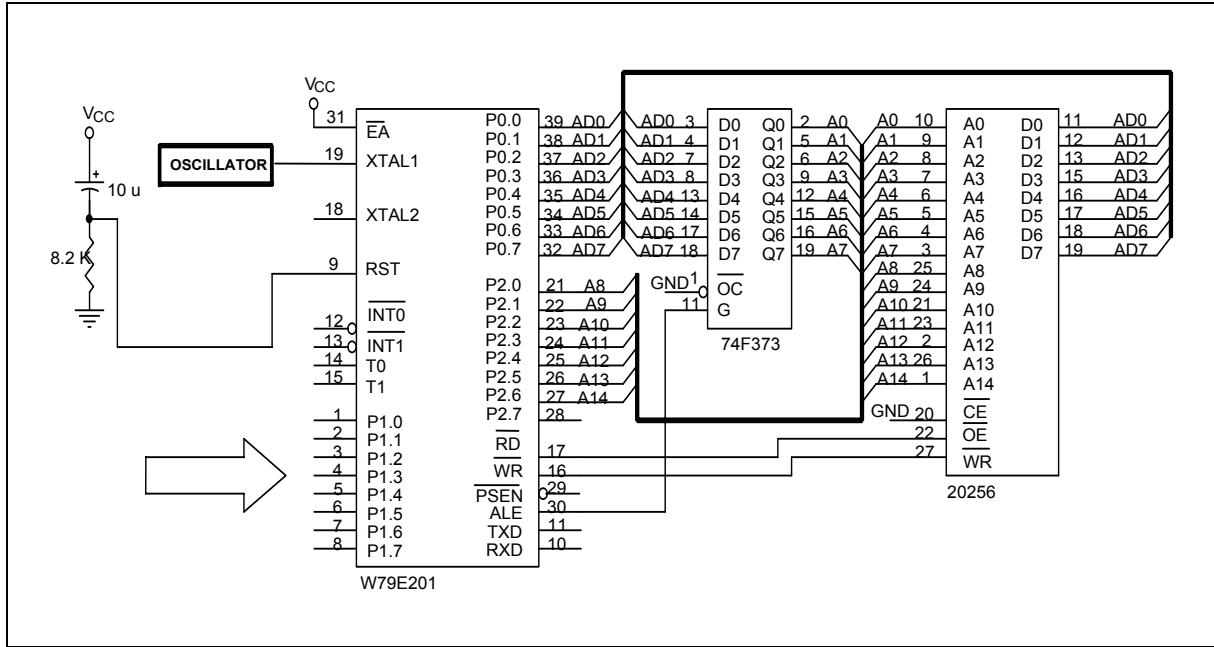 VCC
10 u
8.2 K
OSCILLATOR
VCC
31 EA
19 XTAL1
18 XTAL2
9 RST
12 INT0
13 INT1
14 T0
15 T1
1 P1.0
2 P1.1
3 P1.2
4 P1.3
5 P1.4
6 P1.5
7 P1.6
8 P1.7
P0.0 39 AD0
P0.1 38 AD1
P0.2 37 AD2
P0.3 36 AD3
P0.4 35 AD4
P0.5 34 AD5
P0.6 33 AD6
P0.7 32 AD7
P2.0 21 A8
P2.1 22 A9
P2.2 23 A10
P2.3 24 A11
P2.4 25 A12
P2.5 26 A13
P2.6 27 A14
P2.7 28
RD 17
WR 16
PSEN 29
ALE 30
TXD 11
RXD 10
W79E201
AD0 3 D0 Q0 2 A0
AD1 4 D1 Q1 5 A1
AD2 7 D2 Q2 6 A2
AD3 8 D3 Q3 9 A3
AD4 13 D4 Q4 12 A4
AD5 14 D5 Q5 15 A5
AD6 17 D6 Q6 16 A6
AD7 18 D7 Q7 19 A7
GND 1 OC
11 G
74F373
A0 10 A0 D0 11 AD0
A1 9 A1 D1 12 AD1
A2 8 A2 D2 13 AD2
A3 7 A3 D3 15 AD3
A4 6 A4 D4 16 AD4
A5 5 A5 D5 17 AD5
A6 4 A6 D6 18 AD6
A7 3 A7 D7 19 AD7
A8 25 A8
A9 24 A9
A10 21 A10
A11 23 A11
A12 2 A12
A13 26 A13
A14 1 A14
GND 20 CE
22 OE
27 WR
20256